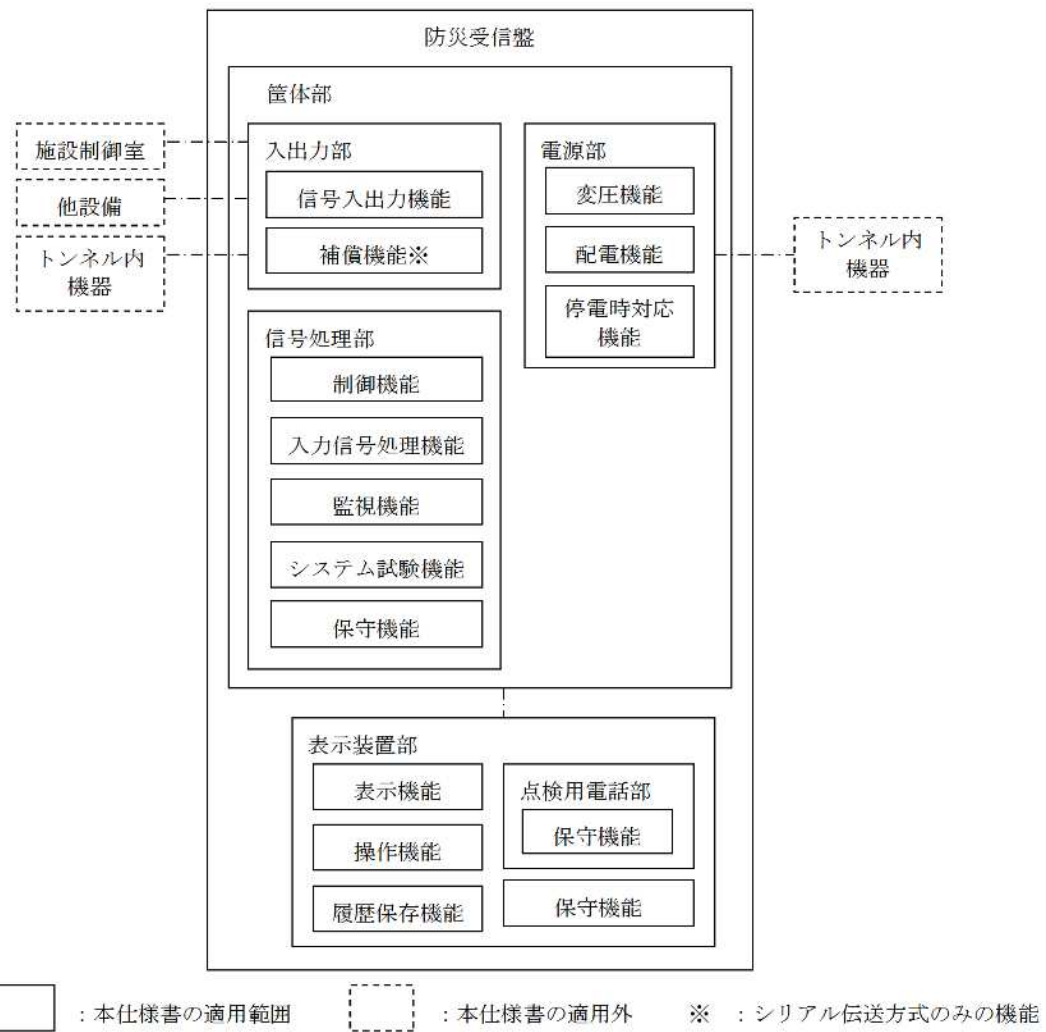 防災受信盤
筐体部
施設制御室
他設備
トンネル内
機器
入出力部
信号入出力機能
補償機能※
電源部
変圧機能
配電機能
停電時対応
機能
トンネル内
機器
信号処理部
制御機能
入力信号処理機能
監視機能
システム試験機能
保守機能
表示装置部
表示機能
操作機能
履歴保存機能
点検用電話部
保守機能
保守機能
：本仕様書の適用範囲
：本仕様書の適用外
※ ：シリアル伝送方式のみの機能